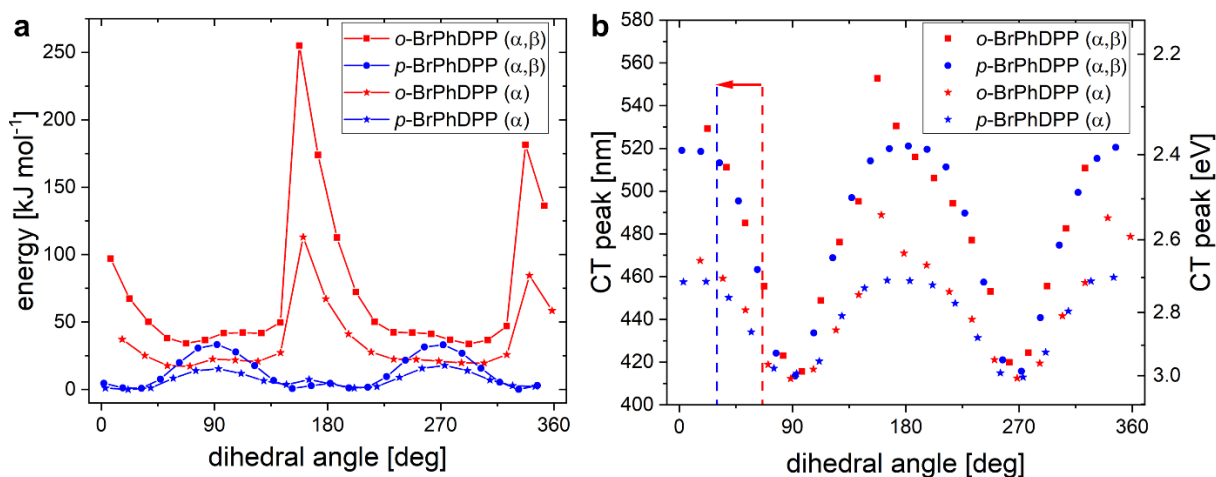 a
energy [kJ mol⁻¹]
250
200
150
100
50
0
0 90 180 270 360
dihedral angle [deg]
o-BrPhDPP (α,β)
p-BrPhDPP (α,β)
o-BrPhDPP (α)
p-BrPhDPP (α)
b
CT peak [nm]
580
560
540
520
500
480
460
440
420
400
0 90 180 270 360
dihedral angle [deg]
o-BrPhDPP (α,β)
p-BrPhDPP (α,β)
o-BrPhDPP (α)
p-BrPhDPP (α)
2.2
2.4
2.6
2.8
3.0
CT peak [eV]